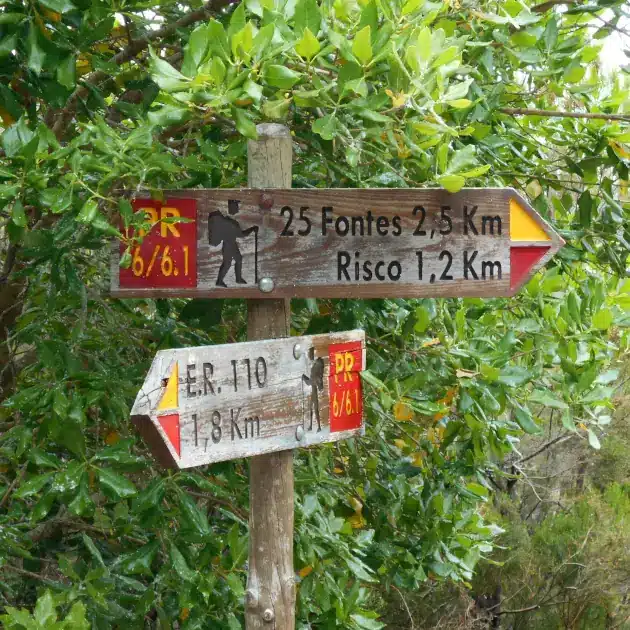 PR
6/6.1
25 Fontes 2,5 Km
Risco 1,2 Km
E.R. 110
1,8 Km
PR
6/6.1